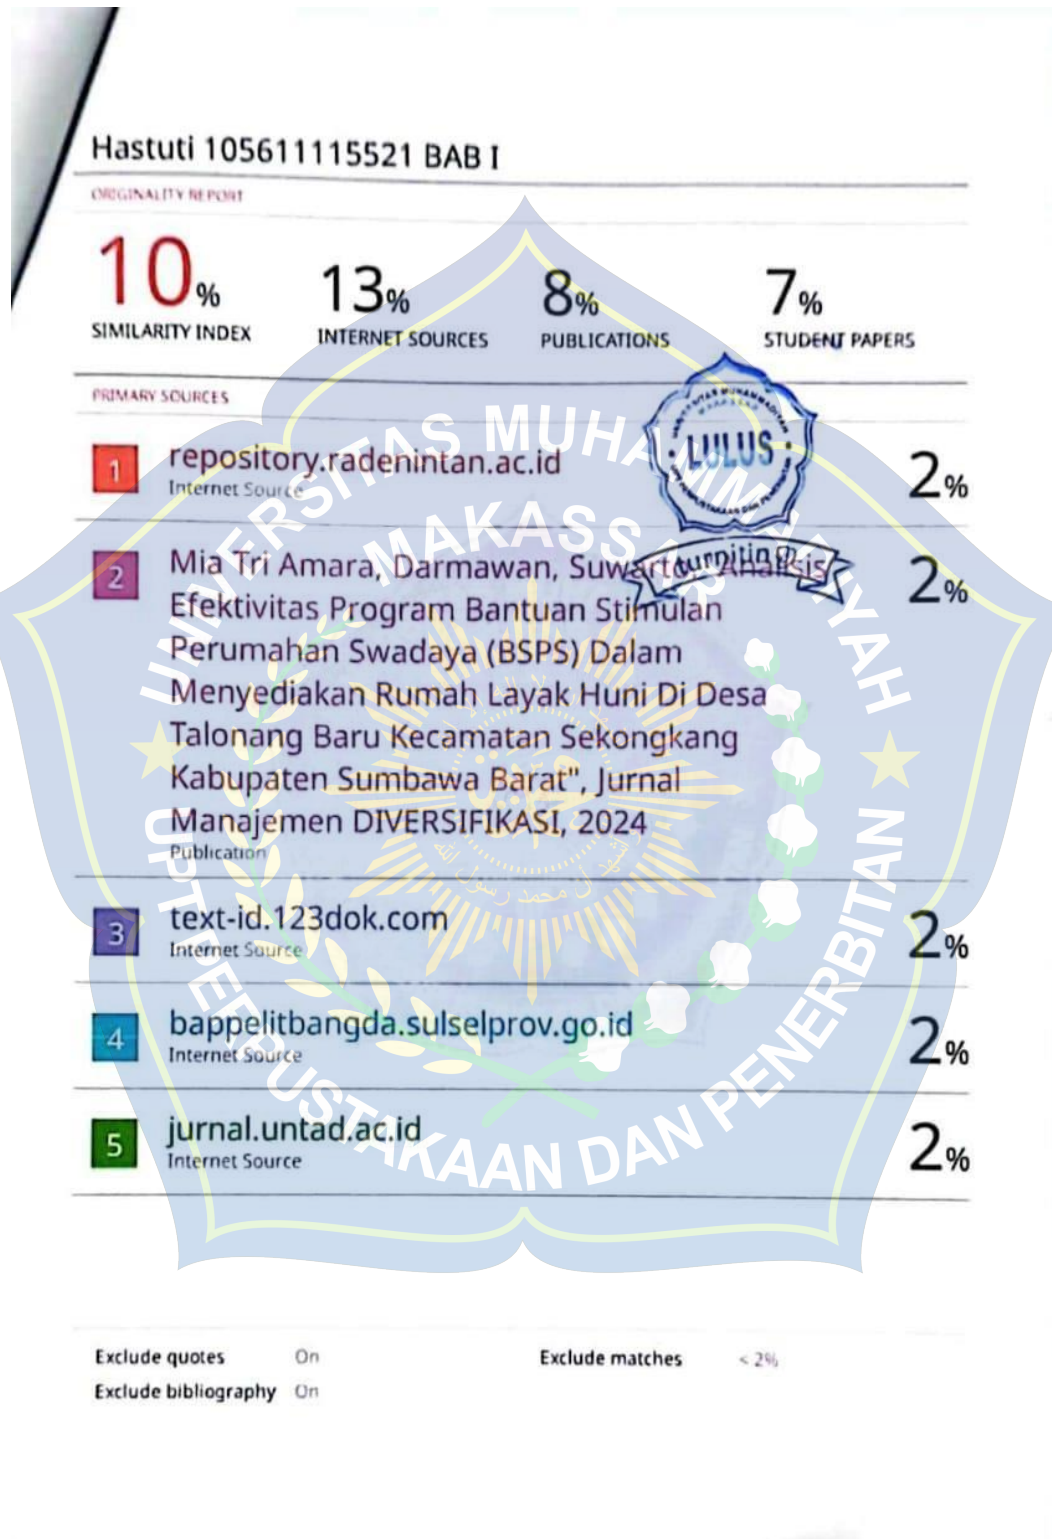 Hastuti 105611115521 BAB I
ORIGINALITY REPORT
10%
SIMILARITY INDEX
13%
INTERNET SOURCES
8%
PUBLICATIONS
7%
STUDENT PAPERS
PRIMARY SOURCES
1
repository.radenintan.ac.id
Internet Source
2%
2
Mia Tri Amara, Darmawan, Suwarto. "Analisis
Efektivitas Program Bantuan Stimulan
Perumahan Swadaya (BSPS) Dalam
Menyediakan Rumah Layak Huni Di Desa
Talonang Baru Kecamatan Sekongkang
Kabupaten Sumbawa Barat", Jurnal
Manajemen DIVERSIFIKASI, 2024
Publication
2%
3
text-id.123dok.com
Internet Source
2%
4
bappelitbangda.sulselprov.go.id
Internet Source
2%
5
jurnal.untad.ac.id
Internet Source
2%
Exclude quotes On
Exclude matches < 2%
Exclude bibliography On
UNIVERSITAS MUHAMMADIYAH
MAKASSAR
UPT PERPUSTAKAAN DAN PENERBITAN
LULUS
turnitin